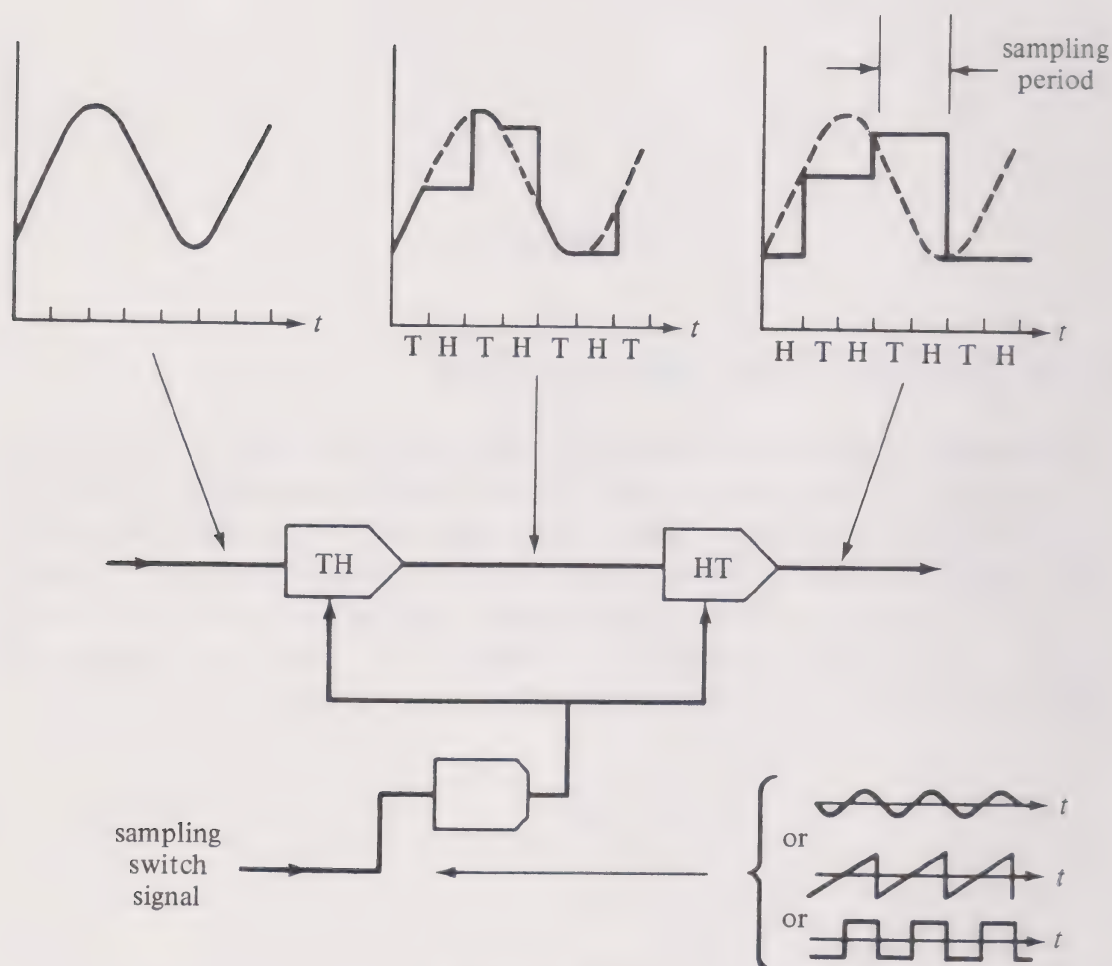 sampling
period
t
t
t
T H T H T H T
H T H T H T H
TH
HT
sampling
switch
signal
or
or
t
t
t